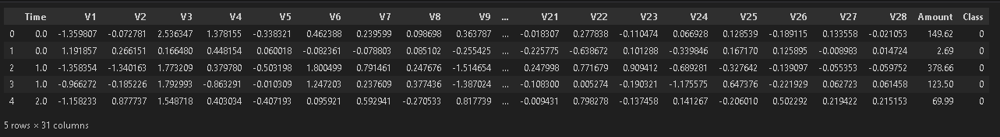 Time V1 V2 V3 V4 V5 V6 V7 V8 V9 ... V21 V22 V23 V24 V25 V26 V27 V28 Amount Class
0 0.0 -1.359807 -0.072781 2.536347 1.378155 -0.338321 0.462388 0.239599 0.098698 0.363787 ... -0.018307 0.277838 -0.110474 0.066928 0.128539 -0.189115 0.133558 -0.021053 149.62 0
1 0.0 1.191857 0.266151 0.166480 0.448154 0.060018 -0.082361 -0.078803 0.085102 -0.255425 ... -0.225775 -0.638672 0.101288 -0.339846 0.167170 0.125895 -0.008983 0.014724 2.69 0
2 1.0 -1.358354 -1.340163 1.773209 0.379780 -0.503198 1.800499 0.791461 0.247676 -1.514654 ... 0.247998 0.771679 0.909412 -0.689281 -0.327642 -0.139097 -0.055353 -0.059752 378.66 0
3 1.0 -0.966272 -0.185226 1.792993 -0.863291 -0.010309 1.247203 0.237609 0.377436 -1.387024 ... -0.108300 0.005274 -0.190321 -1.175575 0.647376 -0.221929 0.062723 0.061458 123.50 0
4 2.0 -1.158233 0.877737 1.548718 0.403034 -0.407193 0.095921 0.592941 -0.270533 0.817739 ... -0.009431 0.798278 -0.137458 0.141267 -0.206010 0.502292 0.219422 0.215153 69.99 0
5 rows × 31 columns